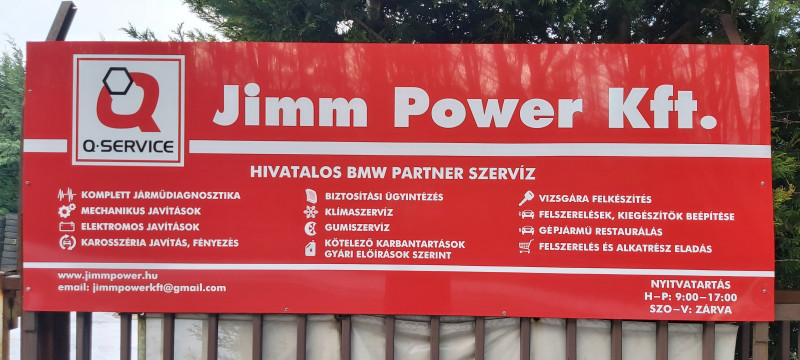 Q-SERVICE
Jimm Power Kft.
HIVATALOS BMW PARTNER SZERVÍZ
KOMPLETT JÁRMŰDIAGNOSZTIKA
MECHANIKUS JAVÍTÁSOK
ELEKTROMOS JAVÍTÁSOK
KAROSSZÉRIA JAVÍTÁS, FÉNYEZÉS
BIZTOSÍTÁSI ÜGYINTÉZÉS
KLÍMASZERVÍZ
GUMISZERVÍZ
KÖTELEZŐ KARBANTARTÁSOK
GYÁRI ELŐÍRÁSOK SZERINT
VIZSGÁRA FELKÉSZÍTÉS
FELSZERELÉSEK, KIEGÉSZÍTŐK BEÉPÍTÉSE
GÉPJÁRMŰ RESTAURÁLÁS
FELSZERELÉS ÉS ALKATRÉSZ ELADÁS
www.jimmpower.hu
email: jimmpowerkft@gmail.com
NYITVATARTÁS
H-P: 9:00-17:00
SZO-V: ZÁRVA